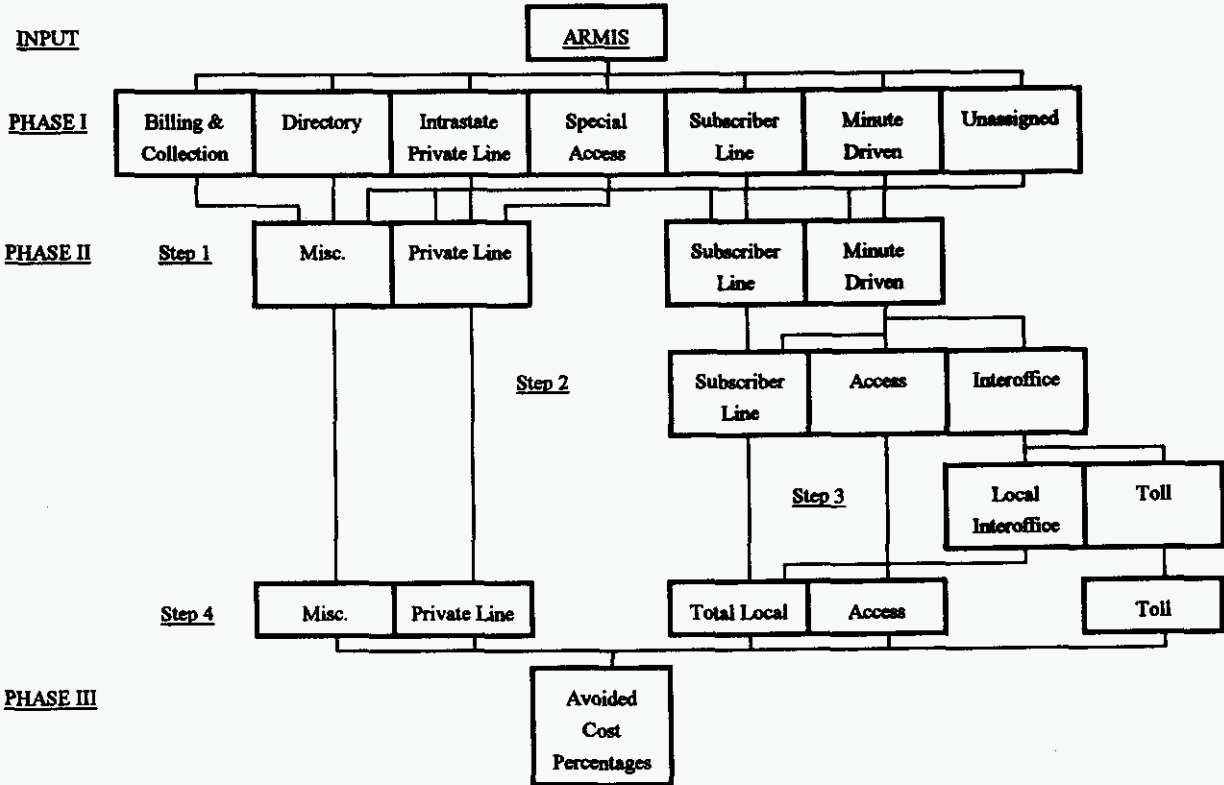 INPUT
ARMIS
PHASE I
Billing &
Collection
Directory
Intrastate
Private Line
Special
Access
Subscriber
Line
Minute
Driven
Unassigned
PHASE II
Step 1
Misc.
Private Line
Subscriber
Line
Minute
Driven
Step 2
Subscriber
Line
Access
Interoffice
Step 3
Local
Interoffice
Toll
Step 4
Misc.
Private Line
Total Local
Access
Toll
PHASE III
Avoided
Cost
Percentages